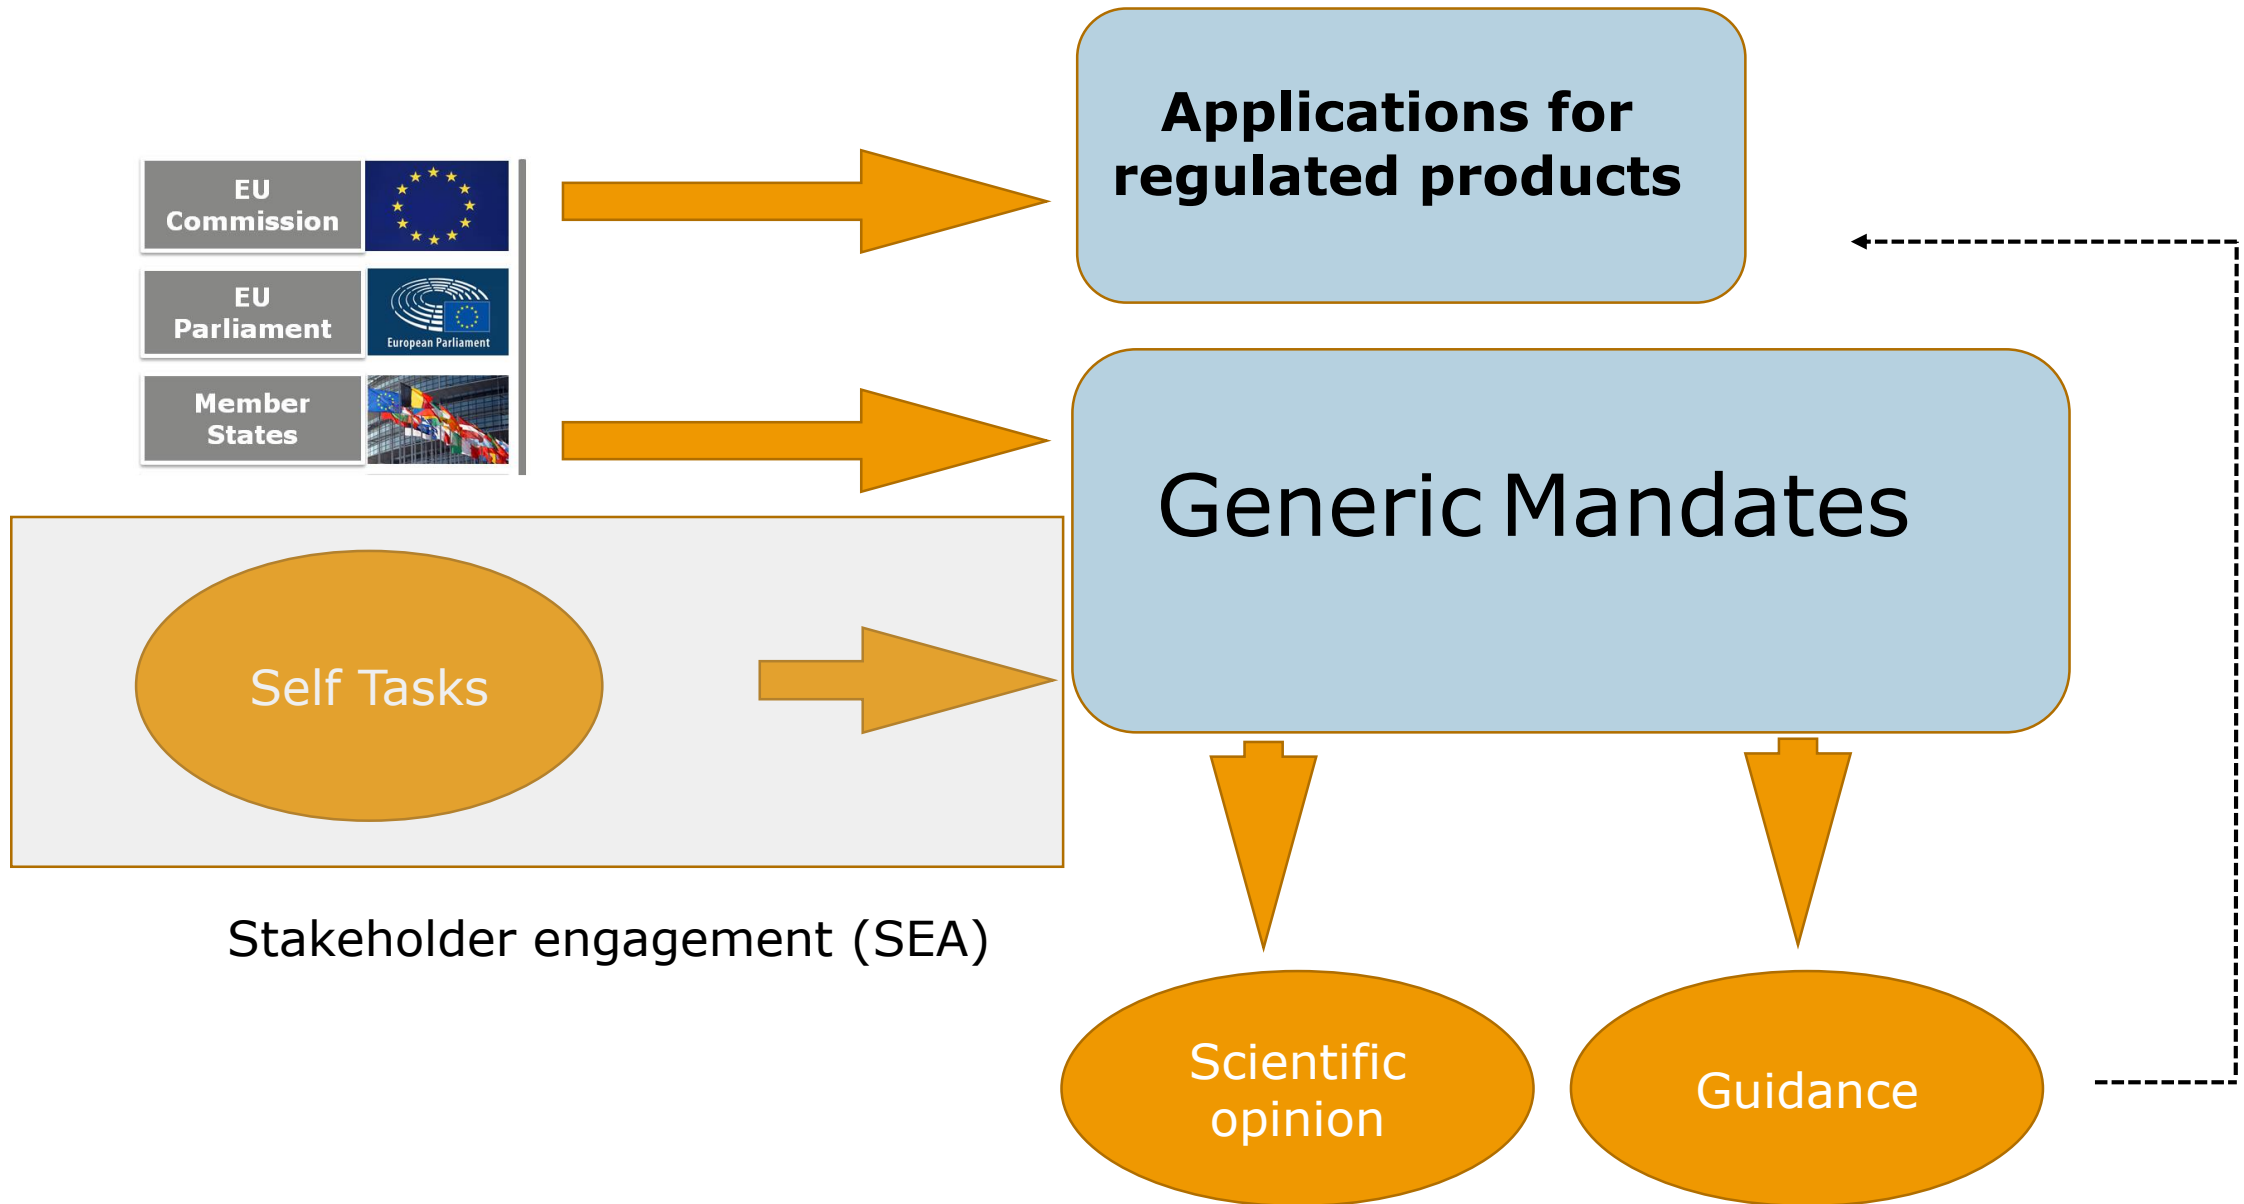 Applications for
regulated products
EU
Commission
EU
Parliament
European Parliament
Member
States
Generic Mandates
Self Tasks
Stakeholder engagement (SEA)
Scientific
opinion
Guidance